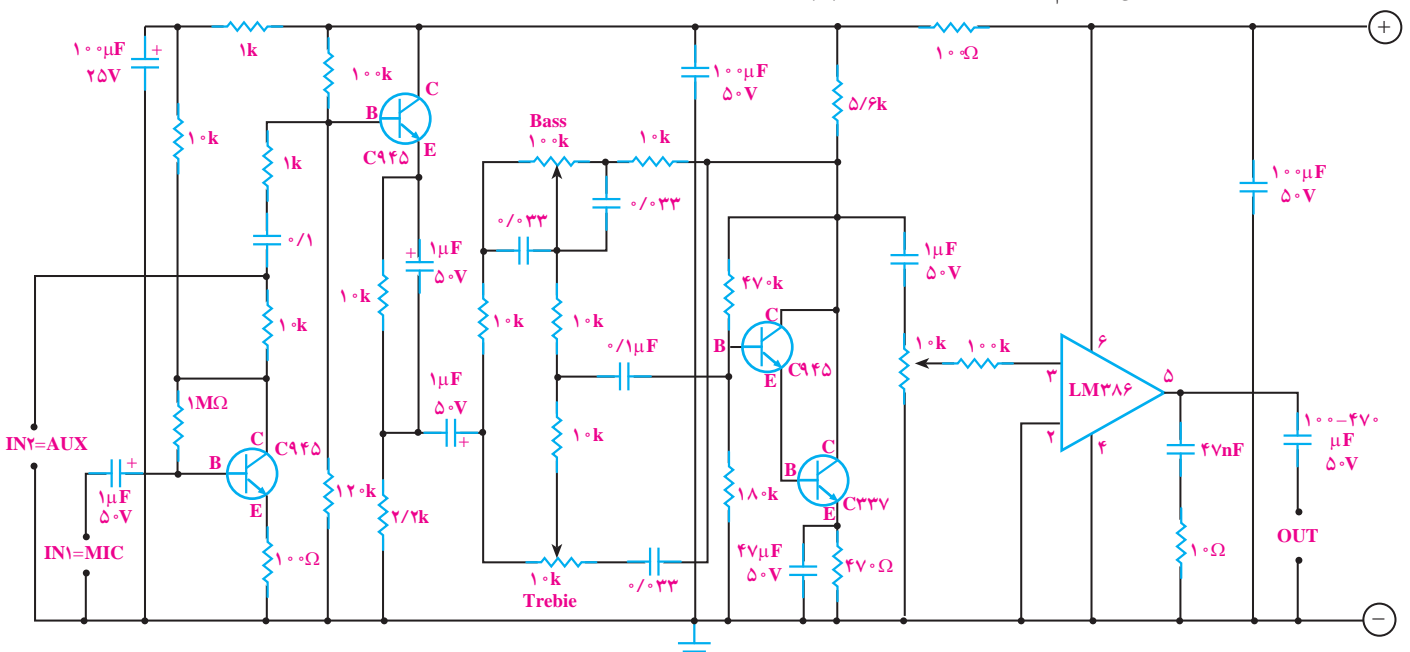 +
۱۰۰μF
۲۵V
+
۱k
۱۰k
۱۰۰k
C
B
E
C۹۴۵
۱k
۰/۱
۱۰k
۱MΩ
C
C۹۴۵
B
E
۱μF
۵۰V
+
IN۲=AUX
IN۱=MIC
۱۰۰Ω
۱۲۰k
۱۰k
۲/۲k
+
۱μF
۵۰V
۱μF
۵۰V
+
Bass
۱۰۰k
۱۰k
۰/۰۳۳
۰/۰۳۳
۱۰k
۱۰k
۰/۱μF
۱۰k
۱۰k
Trebie
۰/۰۳۳
۱۰۰μF
۵۰V
۱۰۰Ω
۵/۶k
۴۷۰k
C
B
E
C۹۴۵
۱۸۰k
C
B
E
C۳۳۷
۴۷μF
۵۰V
۴۷۰Ω
۱μF
۵۰V
۱۰k
۱۰۰k
۳
۲
۶
LM۳۸۶
۵
۴
۱۰۰μF
۵۰V
۴۷nF
۱۰Ω
۱۰۰−۴۷۰
μF
۵۰V
OUT
−